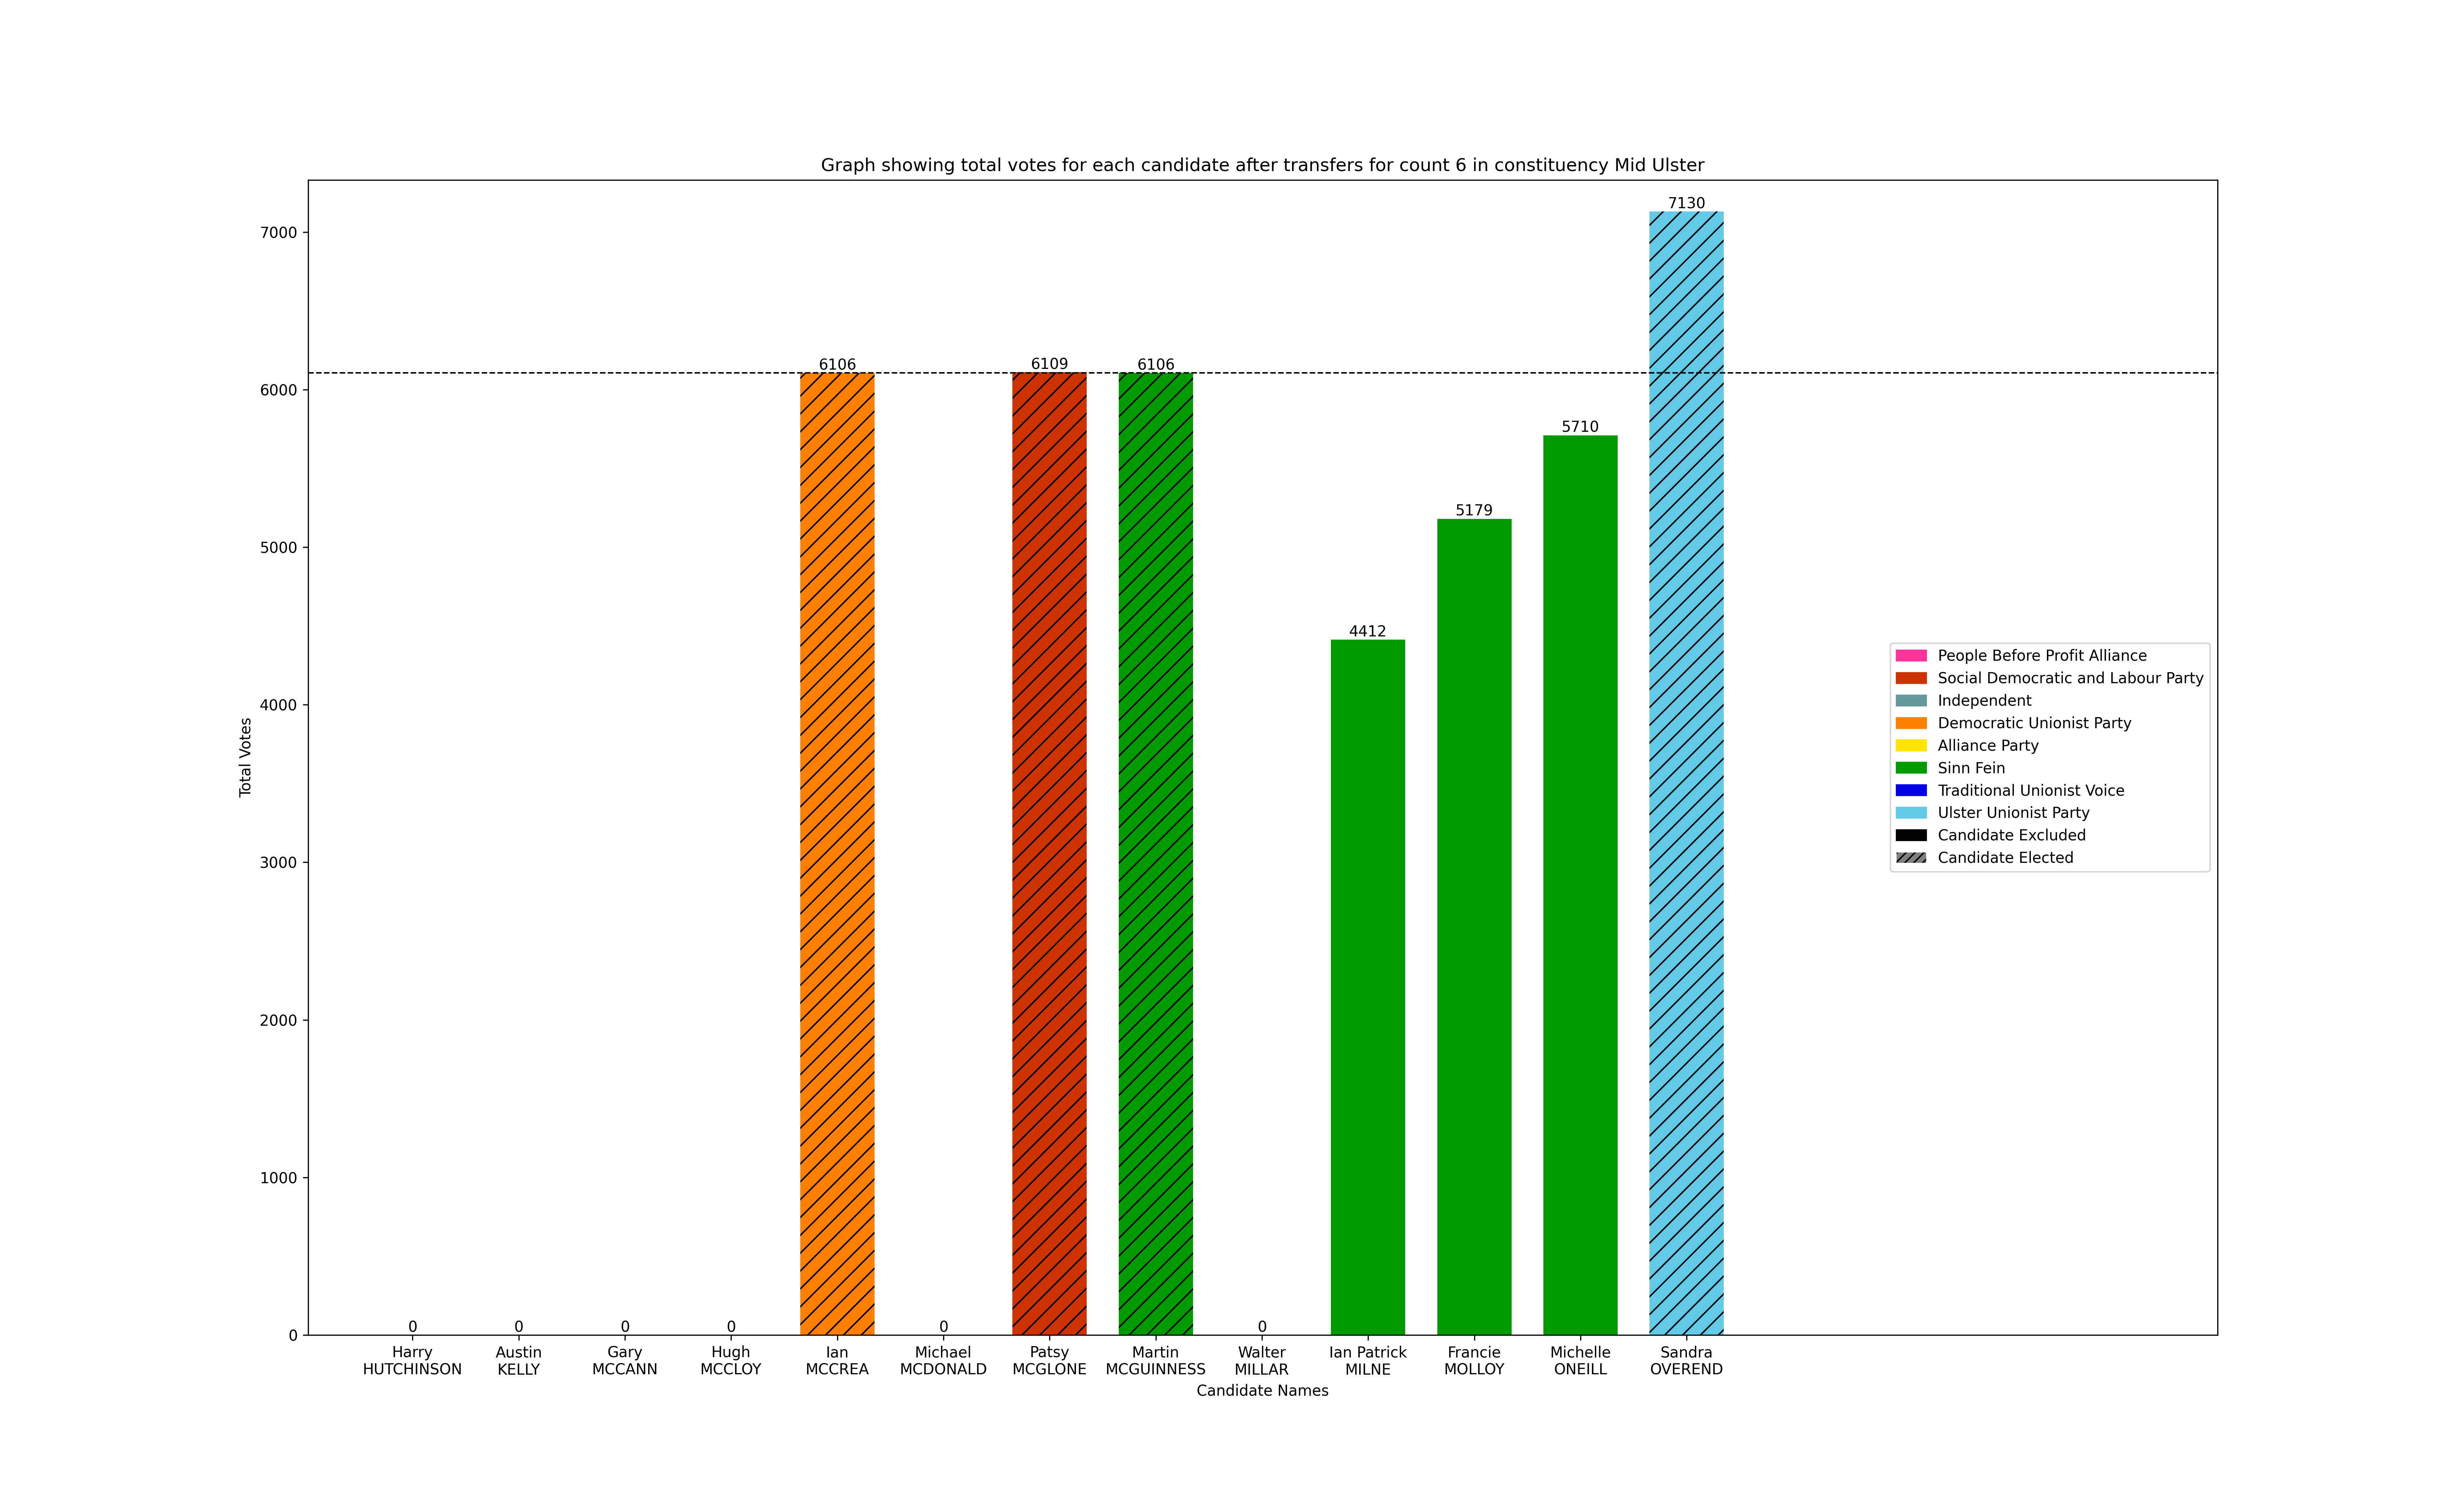 Graph showing total votes for each candidate after transfers for count 6 in constituency Mid Ulster
7130
7000
6106
6109
6106
6000
5710
5179
5000
4412
4000
3000
2000
1000
0
0
0
0
0
0
0
Total Votes
People Before Profit Alliance
Social Democratic and Labour Party
Independent
Democratic Unionist Party
Alliance Party
Sinn Fein
Traditional Unionist Voice
Ulster Unionist Party
Candidate Excluded
Candidate Elected
Harry
HUTCHINSON
Austin
KELLY
Gary
MCCANN
Hugh
MCCLOY
Ian
MCCREA
Michael
MCDONALD
Patsy
MCGLONE
Martin
MCGUINNESS
Walter
MILLAR
Ian Patrick
MILNE
Francie
MOLLOY
Michelle
ONEILL
Sandra
OVEREND
Candidate Names